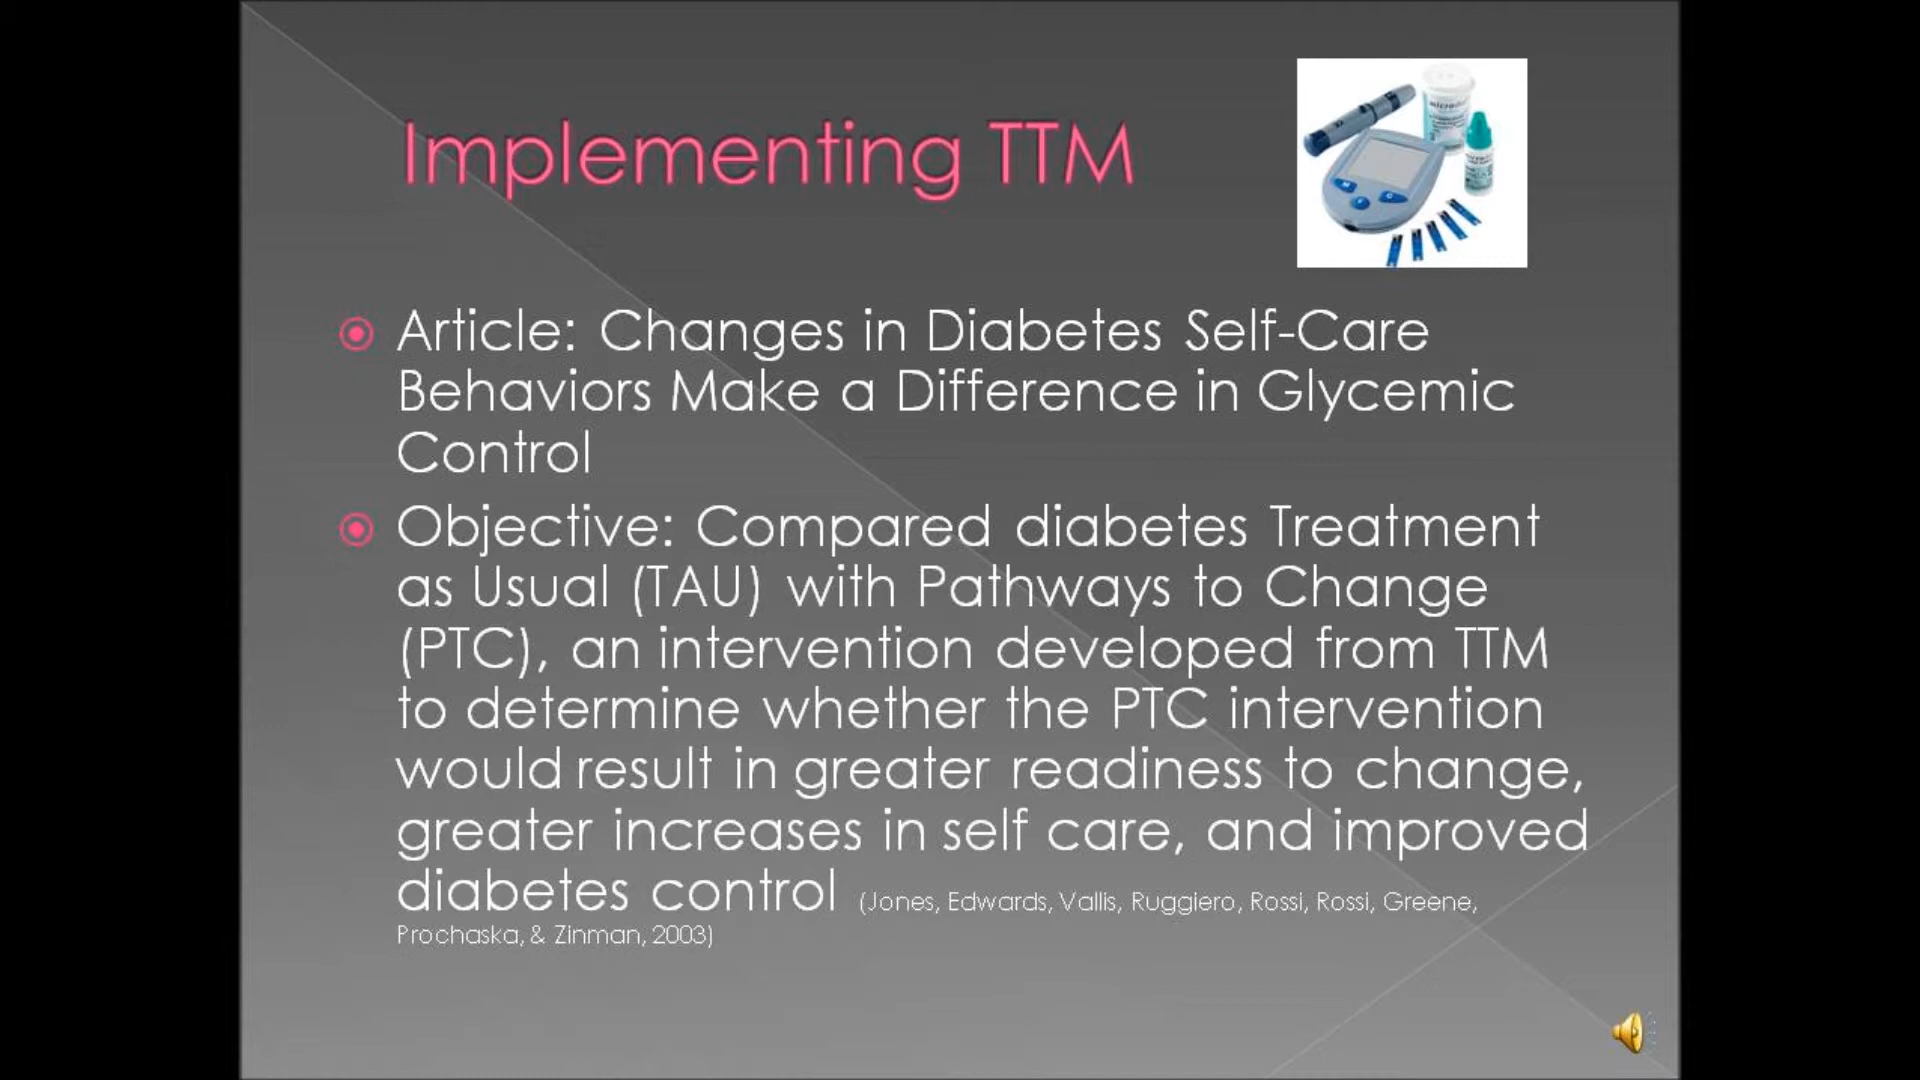 Implementing TTM
Article: Changes in Diabetes Self-Care
Behaviors Make a Difference in Glycemic
Control
Objective: Compared diabetes Treatment
as Usual (TAU) with Pathways to Change
(PTC), an intervention developed from TTM
to determine whether the PTC intervention
would result in greater readiness to change,
greater increases in self care, and improved
diabetes control (Jones, Edwards, Vallis, Ruggiero, Rossi, Rossi, Greene,
Prochaska, & Zinman, 2003)